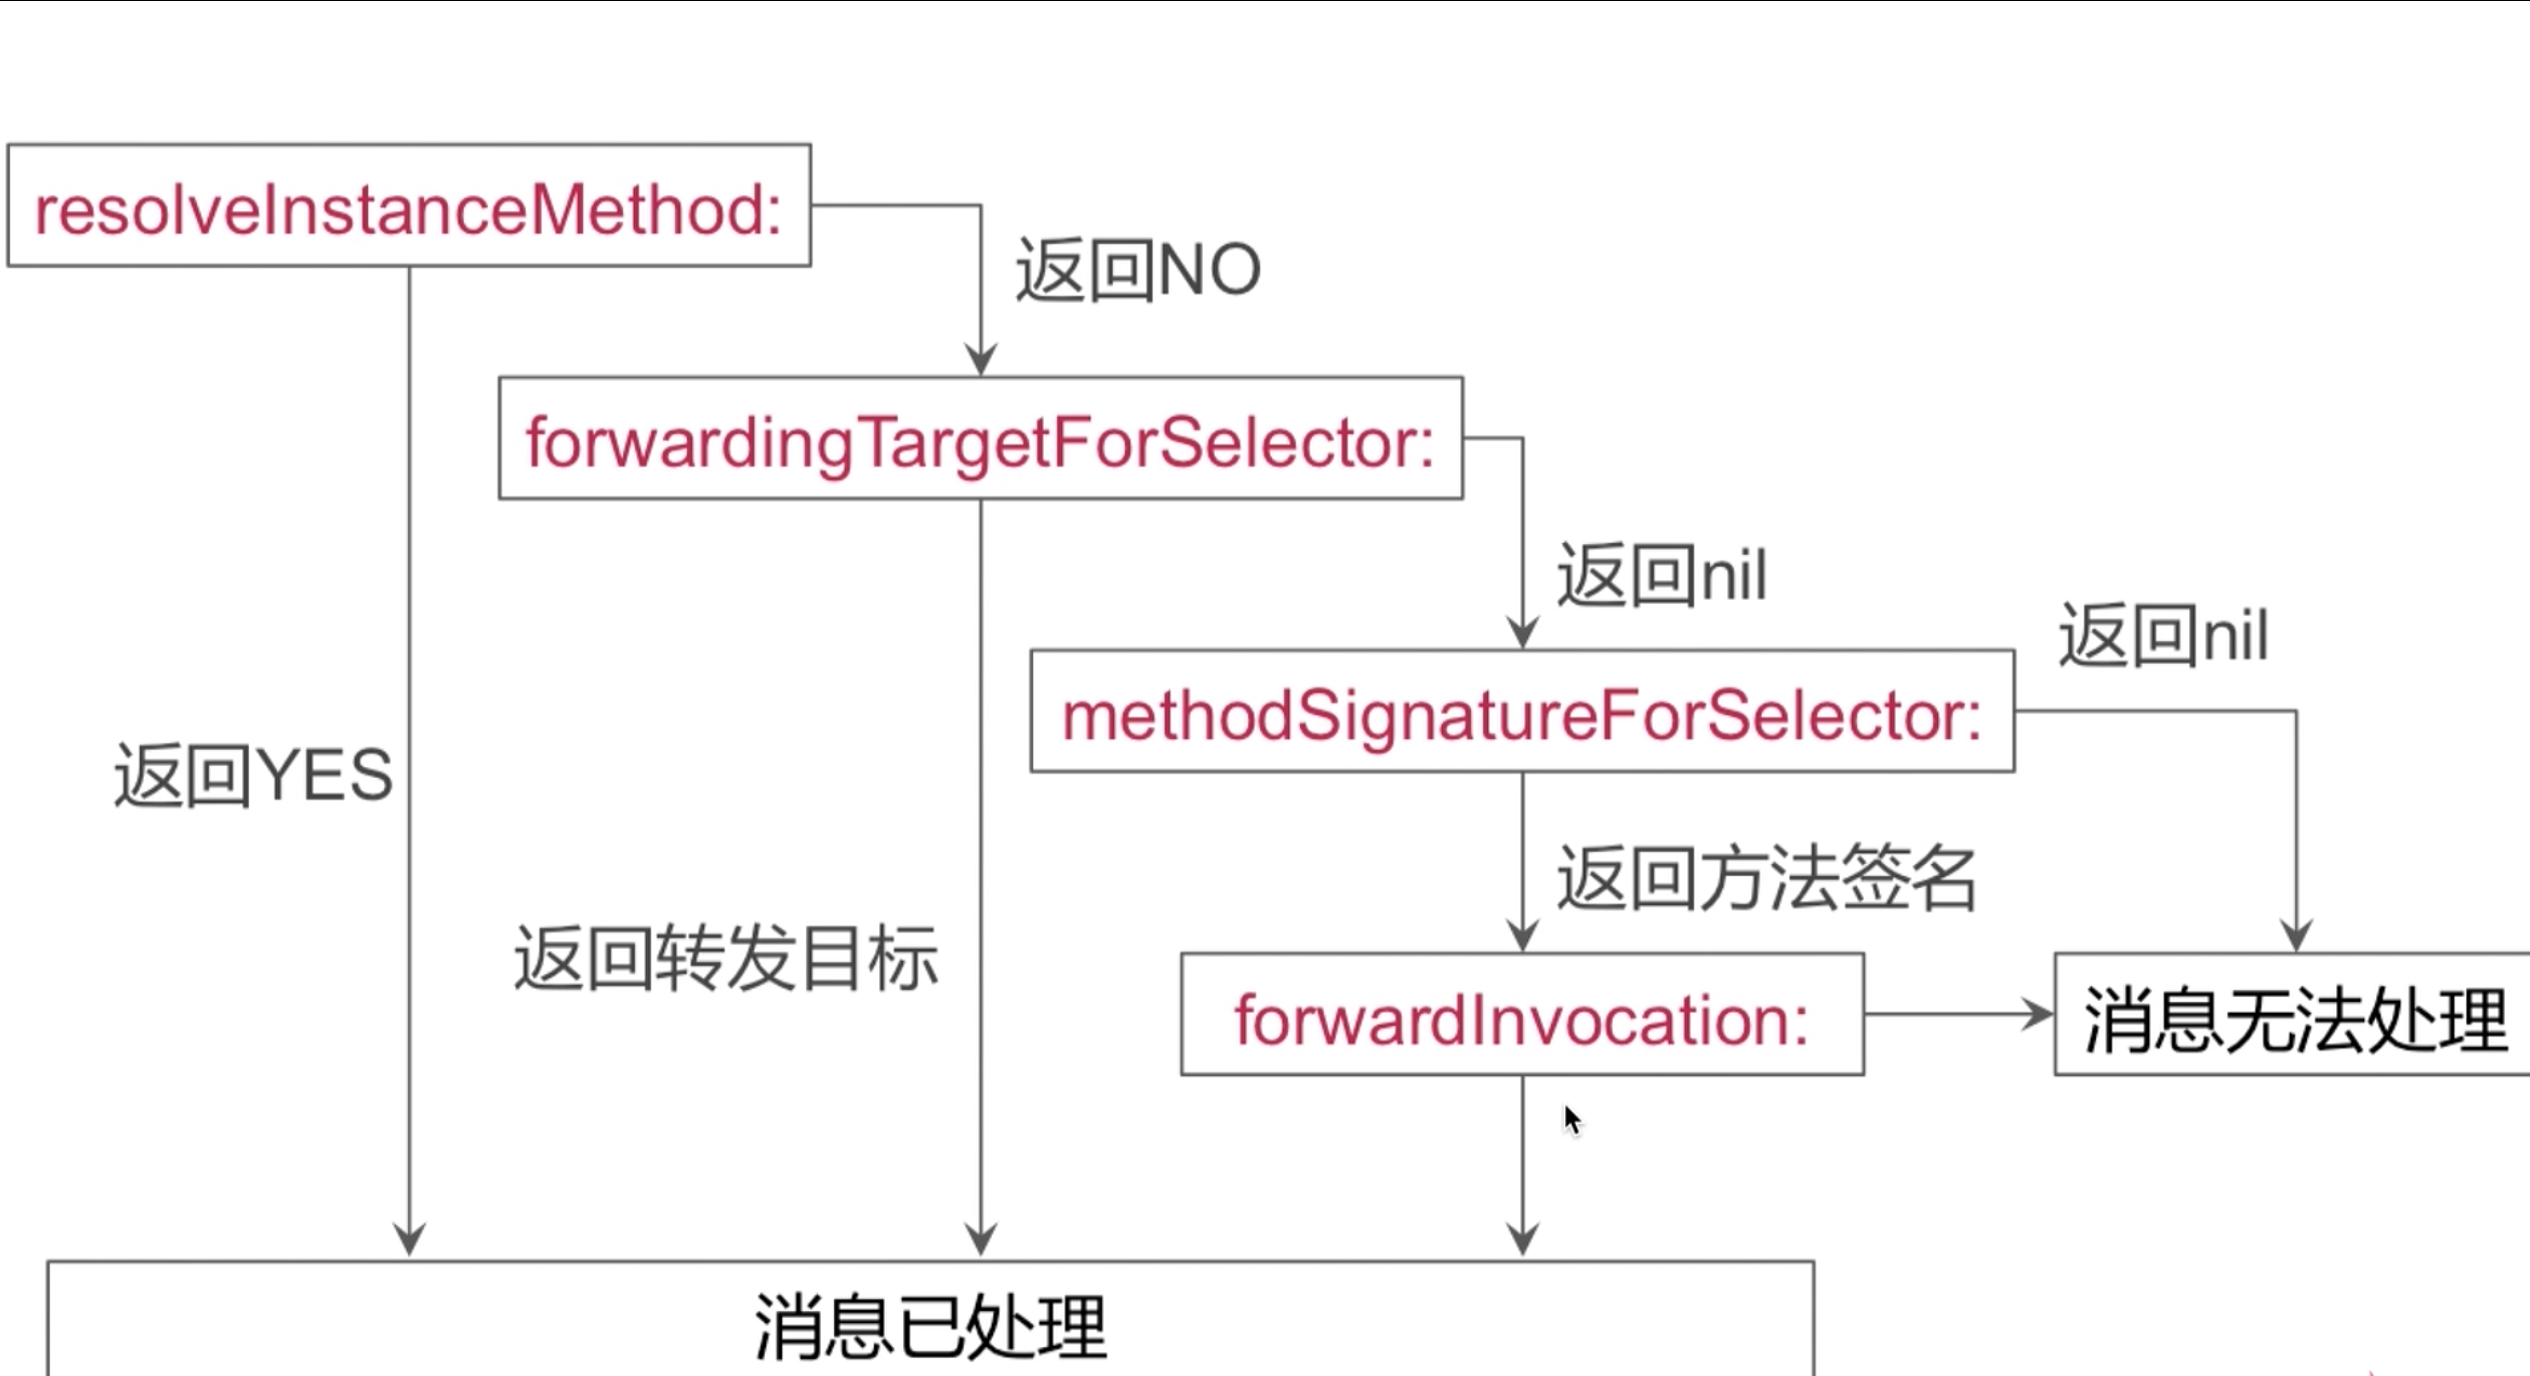 resolveInstanceMethod:
返回NO
forwardingTargetForSelector:
返回nil
返回nil
methodSignatureForSelector:
返回YES
返回方法签名
返回转发目标
forwardInvocation:
消息无法处理
消息已处理